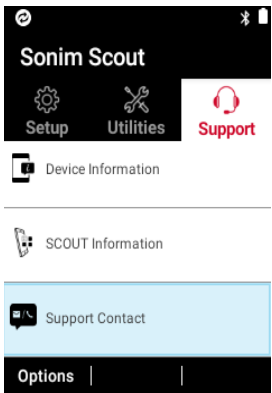 Sonim Scout
Setup Utilities Support
Device Information
SCOUT Information
Support Contact
Options